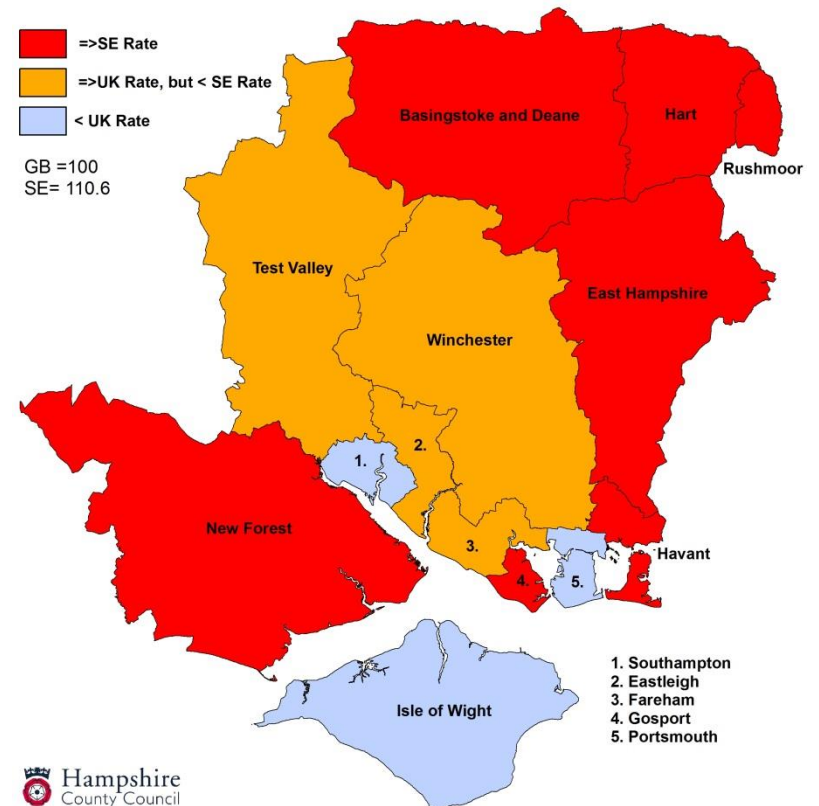 =>SE Rate
=>UK Rate, but < SE Rate
< UK Rate
GB =100
SE= 110.6
Basingstoke and Deane
Hart
Rushmoor
Test Valley
East Hampshire
Winchester
2.
1.
New Forest
3.
Havant
4.
5.
1. Southampton
2. Eastleigh
3. Fareham
4. Gosport
5. Portsmouth
Isle of Wight
Hampshire
County Council